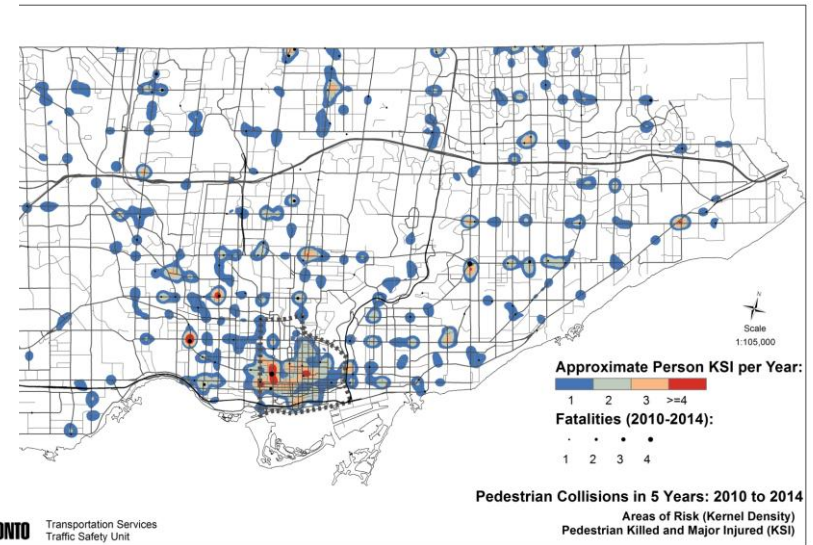 N
Scale
1:105,000
Approximate Person KSI per Year:
1 2 3 >=4
Fatalities (2010-2014):
1 2 3 4
Pedestrian Collisions in 5 Years: 2010 to 2014
Areas of Risk (Kernel Density)
Pedestrian Killed and Major Injured (KSI)
ONTO
Transportation Services
Traffic Safety Unit